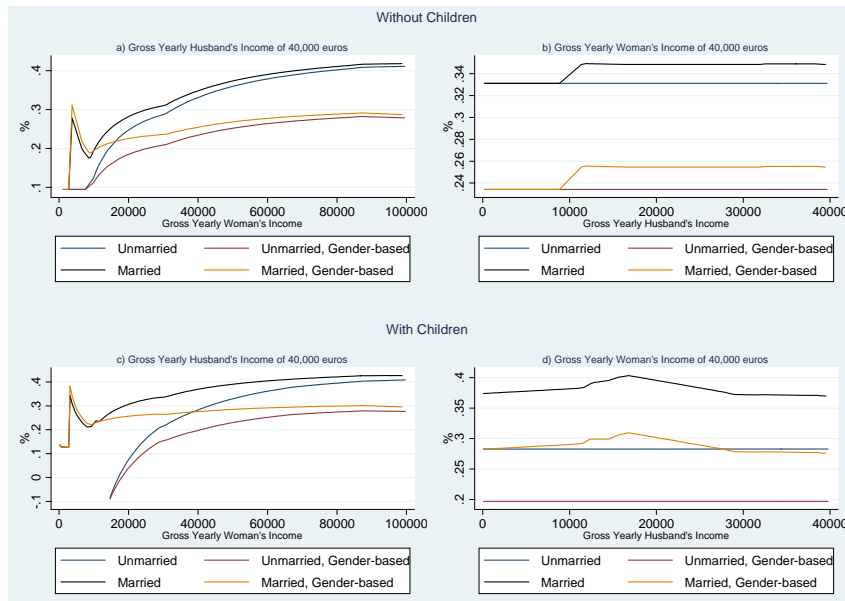 Without Children
a) Gross Yearly Husband's Income of 40,000 euros
%
.4
.3
.2
.1
0
20000
40000
60000
80000
100000
Gross Yearly Woman's Income
Unmarried
Unmarried, Gender-based
Married
Married, Gender-based
b) Gross Yearly Woman's Income of 40,000 euros
%
.34
.32
.3
.28
.26
.24
0
10000
20000
30000
40000
Gross Yearly Husband's Income
Unmarried
Unmarried, Gender-based
Married
Married, Gender-based
With Children
c) Gross Yearly Husband's Income of 40,000 euros
%
.4
.3
.2
.1
0
-.1
0
20000
40000
60000
80000
100000
Gross Yearly Woman's Income
Unmarried
Unmarried, Gender-based
Married
Married, Gender-based
d) Gross Yearly Woman's Income of 40,000 euros
%
.4
.35
.3
.25
.2
0
10000
20000
30000
40000
Gross Yearly Husband's Income
Unmarried
Unmarried, Gender-based
Married
Married, Gender-based